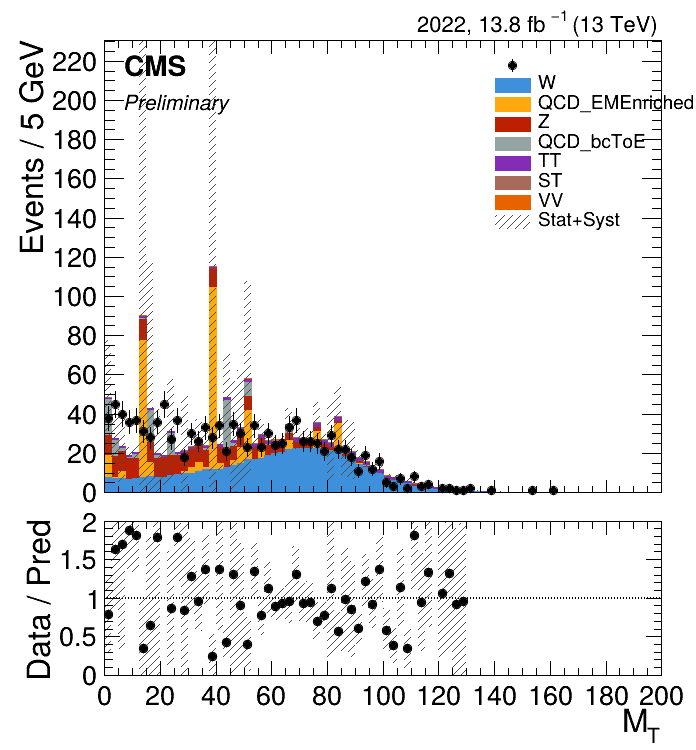 2022, 13.8 fb⁻¹ (13 TeV)
Events / 5 GeV
CMS
Preliminary
W
QCD_EMEnriched
Z
QCD_bcToE
TT
ST
VV
Stat+Syst
220
200
180
160
140
120
100
80
60
40
20
0
Data / Pred
2
1.5
1
0.5
0
0 20 40 60 80 100 120 140 160 180 200
M_T